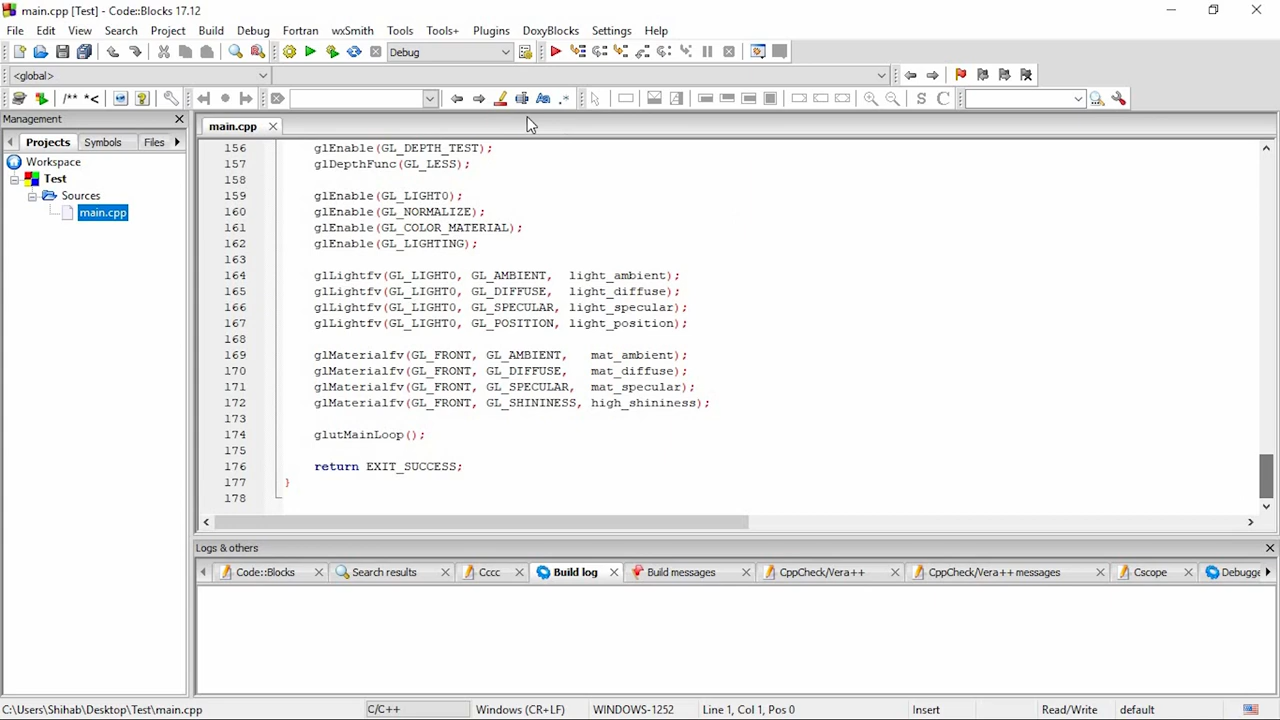 main.cpp [Test] - Code::Blocks 17.12
File Edit View Search Project Build Debug Fortran wxSmith Tools Tools+ Plugins DoxyBlocks Settings Help
Debug
<global>
/** *<
S C
Management
main.cpp
Projects Symbols Files
Workspace
Test
Sources
main.cpp
156 glEnable(GL_DEPTH_TEST);
157 glDepthFunc(GL_LESS);
158
159 glEnable(GL_LIGHT0);
160 glEnable(GL_NORMALIZE);
161 glEnable(GL_COLOR_MATERIAL);
162 glEnable(GL_LIGHTING);
163
164 glLightfv(GL_LIGHT0, GL_AMBIENT, light_ambient);
165 glLightfv(GL_LIGHT0, GL_DIFFUSE, light_diffuse);
166 glLightfv(GL_LIGHT0, GL_SPECULAR, light_specular);
167 glLightfv(GL_LIGHT0, GL_POSITION, light_position);
168
169 glMaterialfv(GL_FRONT, GL_AMBIENT, mat_ambient);
170 glMaterialfv(GL_FRONT, GL_DIFFUSE, mat_diffuse);
171 glMaterialfv(GL_FRONT, GL_SPECULAR, mat_specular);
172 glMaterialfv(GL_FRONT, GL_SHININESS, high_shininess);
173
174 glutMainLoop();
175
176 return EXIT_SUCCESS;
177 }
178
Logs & others
Code::Blocks Search results Cccc Build log Build messages CppCheck/Vera++ CppCheck/Vera++ messages Cscope Debugge
C:\Users\Shihab\Desktop\Test\main.cpp C/C++ Windows (CR+LF) WINDOWS-1252 Line 1, Col 1, Pos 0 Insert Read/Write default